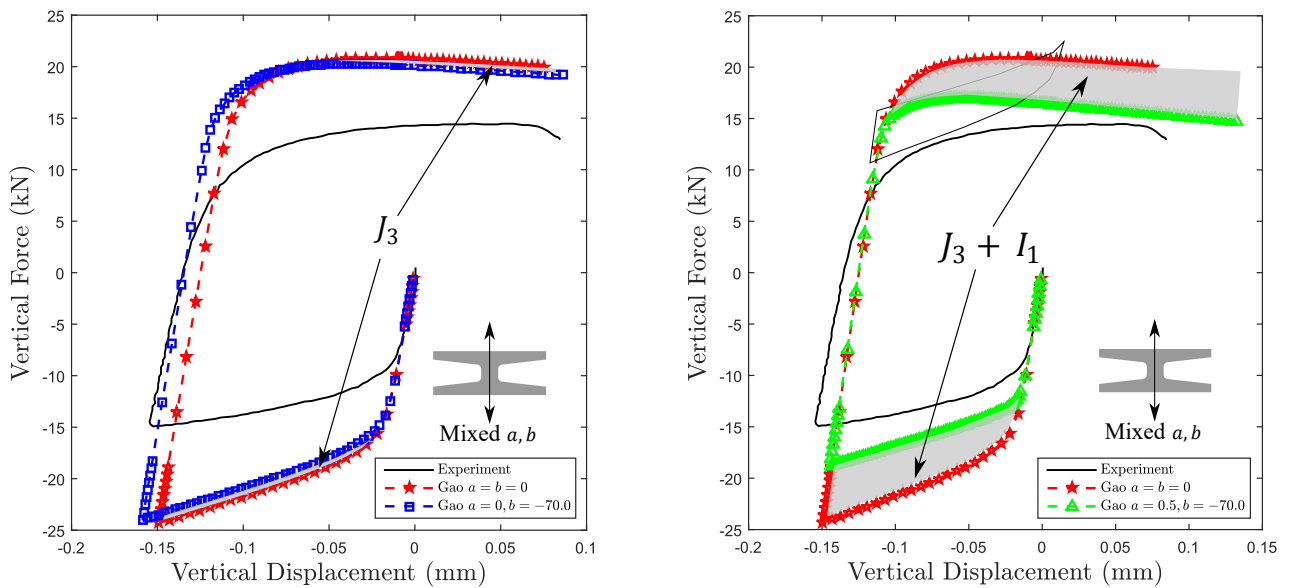 25
20
15
10
5
0
-5
-10
-15
-20
-25
-0.2
-0.15
-0.1
-0.05
0
0.05
0.1
Vertical Force (kN)
Vertical Displacement (mm)
J₃
Mixed a, b
Experiment
Gao a = b = 0
Gao a = 0, b = −70.0
25
20
15
10
5
0
-5
-10
-15
-20
-25
-0.2
-0.15
-0.1
-0.05
0
0.05
0.1
0.15
Vertical Force (kN)
Vertical Displacement (mm)
J₃ + I₁
Mixed a, b
Experiment
Gao a = b = 0
Gao a = 0.5, b = −70.0